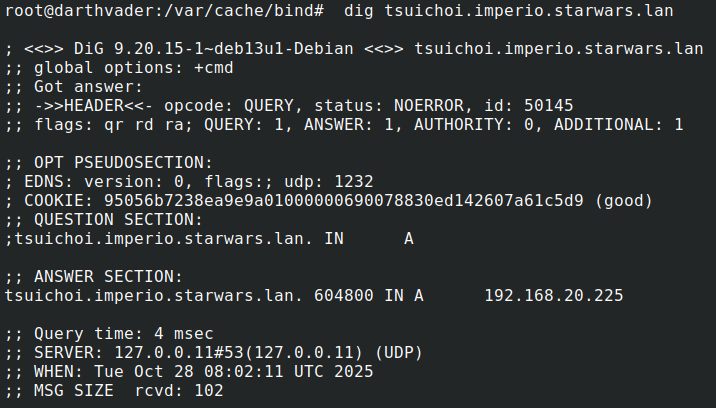 root@darthvader:/var/cache/bind#  dig tsuichoi.imperio.starwars.lan
; <<>> DiG 9.20.15-1~deb13u1-Debian <<>> tsuichoi.imperio.starwars.lan
;; global options: +cmd
;; Got answer:
;; ->>HEADER<<- opcode: QUERY, status: NOERROR, id: 50145
;; flags: qr rd ra; QUERY: 1, ANSWER: 1, AUTHORITY: 0, ADDITIONAL: 1
;; OPT PSEUDOSECTION:
; EDNS: version: 0, flags:; udp: 1232
; COOKIE: 95056b7238ea9e9a01000000690078830ed142607a61c5d9 (good)
;; QUESTION SECTION:
;tsuichoi.imperio.starwars.lan. IN      A
;; ANSWER SECTION:
tsuichoi.imperio.starwars.lan. 604800 IN A      192.168.20.225
;; Query time: 4 msec
;; SERVER: 127.0.0.11#53(127.0.0.11) (UDP)
;; WHEN: Tue Oct 28 08:02:11 UTC 2025
;; MSG SIZE  rcvd: 102